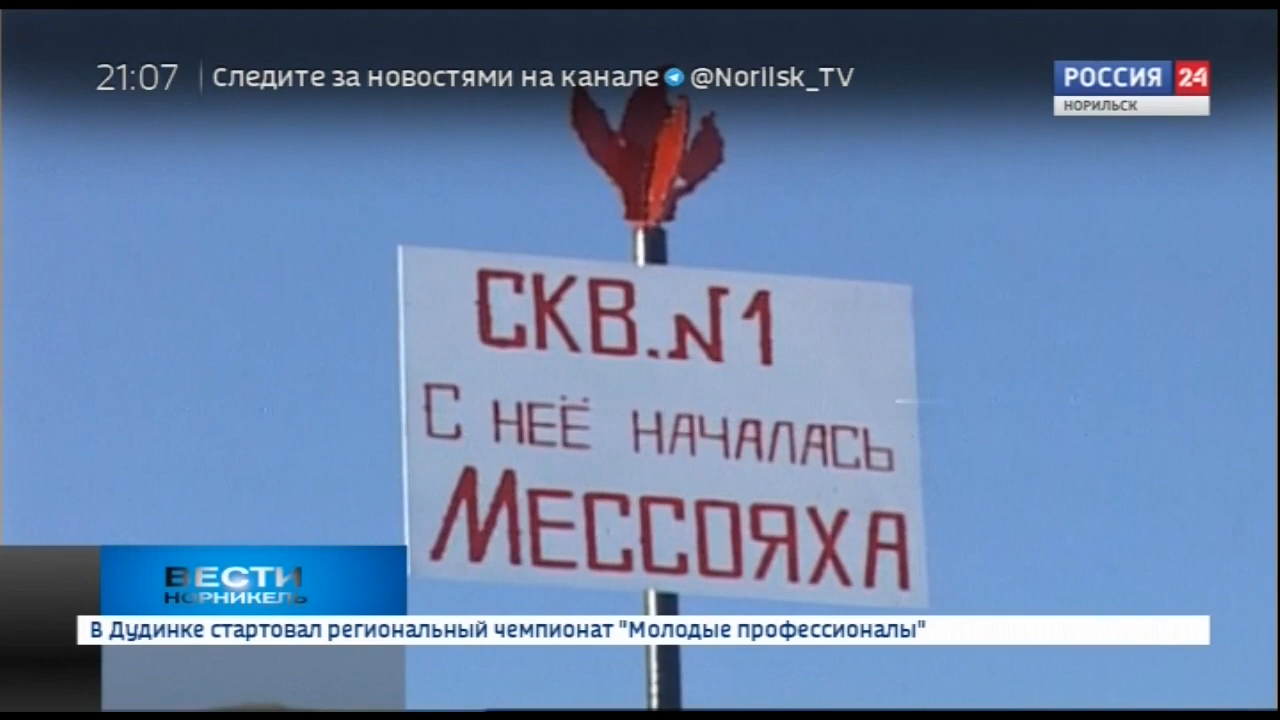 21:07 Следите за новостями на канале @Norilsk_TV
РОССИЯ 24
НОРИЛЬСК
СКВ.N1
С НЕЁ НАЧАЛАСЬ
МЕССОЯХА
ВЕСТИ
НОРНИКЕЛЬ
В Дудинке стартовал региональный чемпионат "Молодые профессионалы"